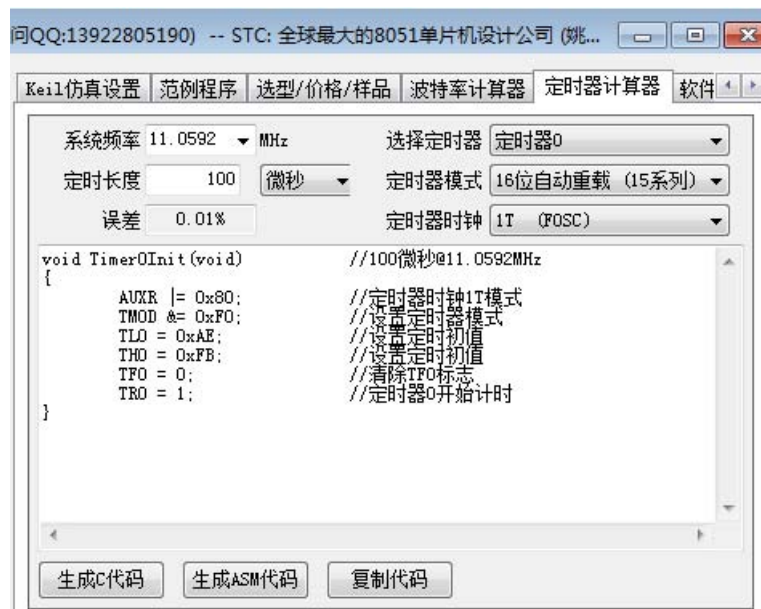 问QQ:13922805190) -- STC: 全球最大的8051单片机设计公司 (姚...
Keil仿真设置 范例程序 选型/价格/样品 波特率计算器 定时器计算器 软件
系统频率 11.0592 MHz 选择定时器 定时器0
定时长度 100 微秒 定时器模式 16位自动重载 (15系列)
误差 0.01% 定时器时钟 1T (FOSC)
void Timer0Init(void) //100微秒@11.0592MHz
{
AUXR |= 0x80; //定时器时钟1T模式
TMOD &= 0xF0; //设置定时器模式
TL0 = 0xAE; //设置定时初值
TH0 = 0xFB; //设置定时初值
TF0 = 0; //清除TF0标志
TR0 = 1; //定时器0开始计时
}
生成C代码 生成ASM代码 复制代码